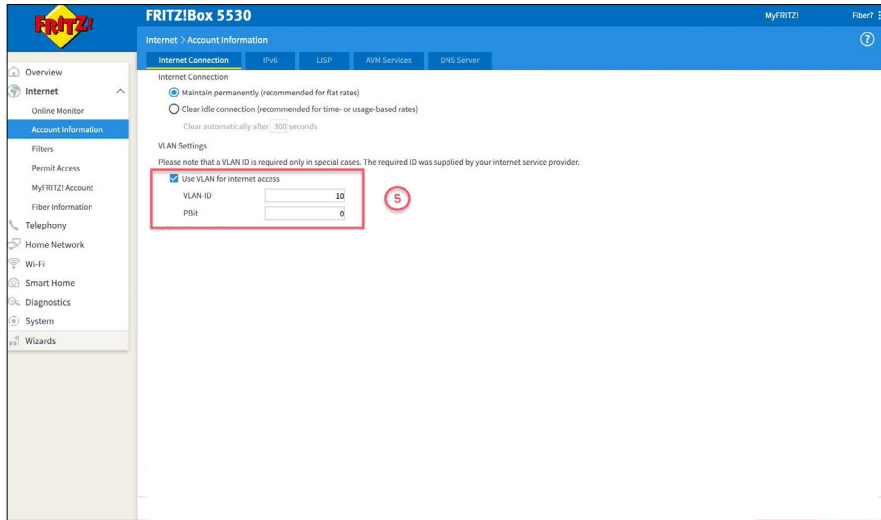 FRITZ!
FRITZ!Box 5530
MyFRITZ!
Fiber7
Internet > Account Information
?
Internet Connection
IPv6
LISP
AVM Services
DNS Server
Overview
Internet
Online Monitor
Account Information
Filters
Permit Access
MyFRITZ! Account
Fiber Information
Telephony
Home Network
Wi-Fi
Smart Home
Diagnostics
System
Wizards
Internet Connection
Maintain permanently (recommended for flat rates)
Clear idle connection (recommended for time- or usage-based rates)
Clear automatically after 300 seconds
VLAN Settings
Please note that a VLAN ID is required only in special cases. The required ID was supplied by your internet service provider.
Use VLAN for internet access
VLAN-ID 10
PBit 0
5